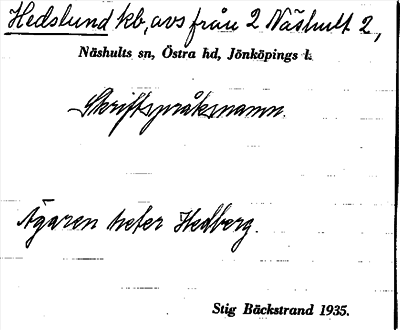 Hedslund kb, avs från 2 Näshult 2,
Näshults sn, Östra hd, Jönköpings l.
Skriftspråksnamn.
Ägaren heter Hedberg.
Stig Bäckstrand 1935.